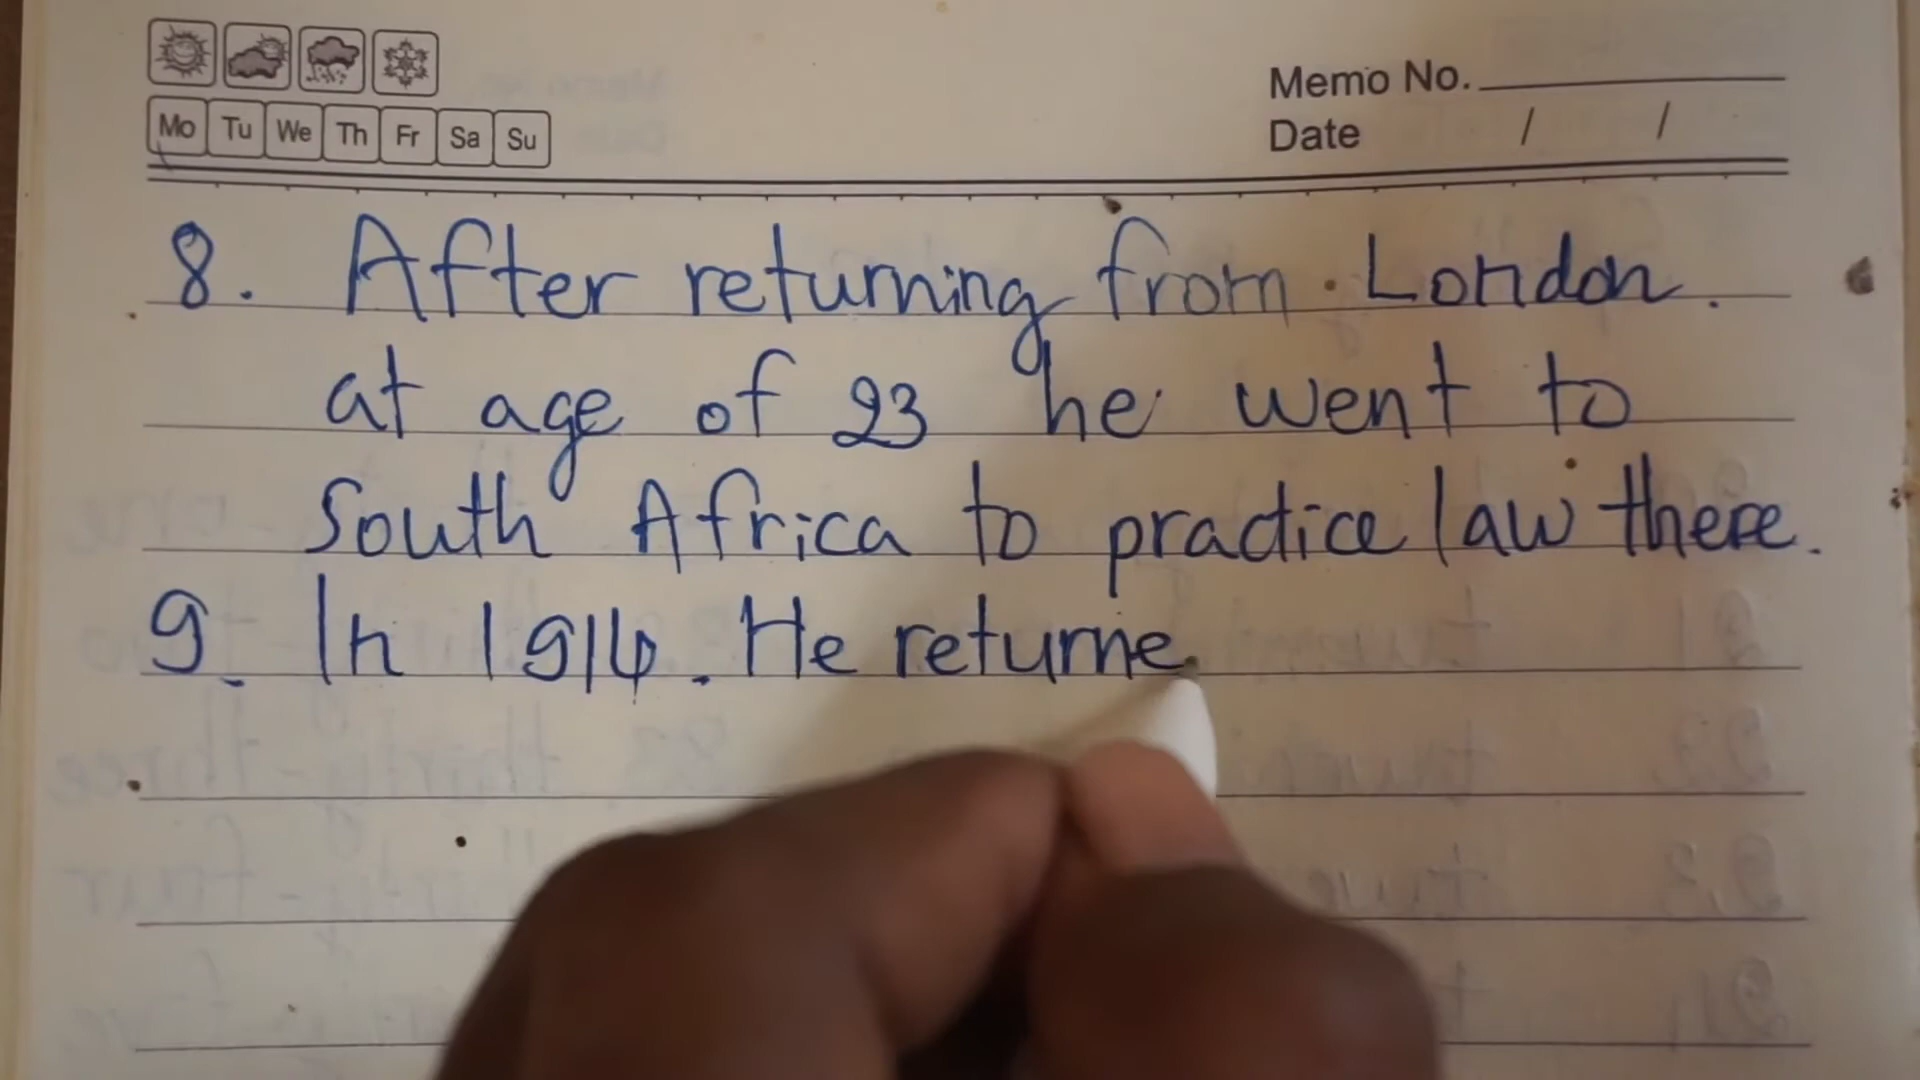 Memo No.
Mo Tu We Th Fr Sa Su
Date / /
8. After returning from London.
at age of 23 he went to
South Africa to practice law there.
9. In 1914. He returne